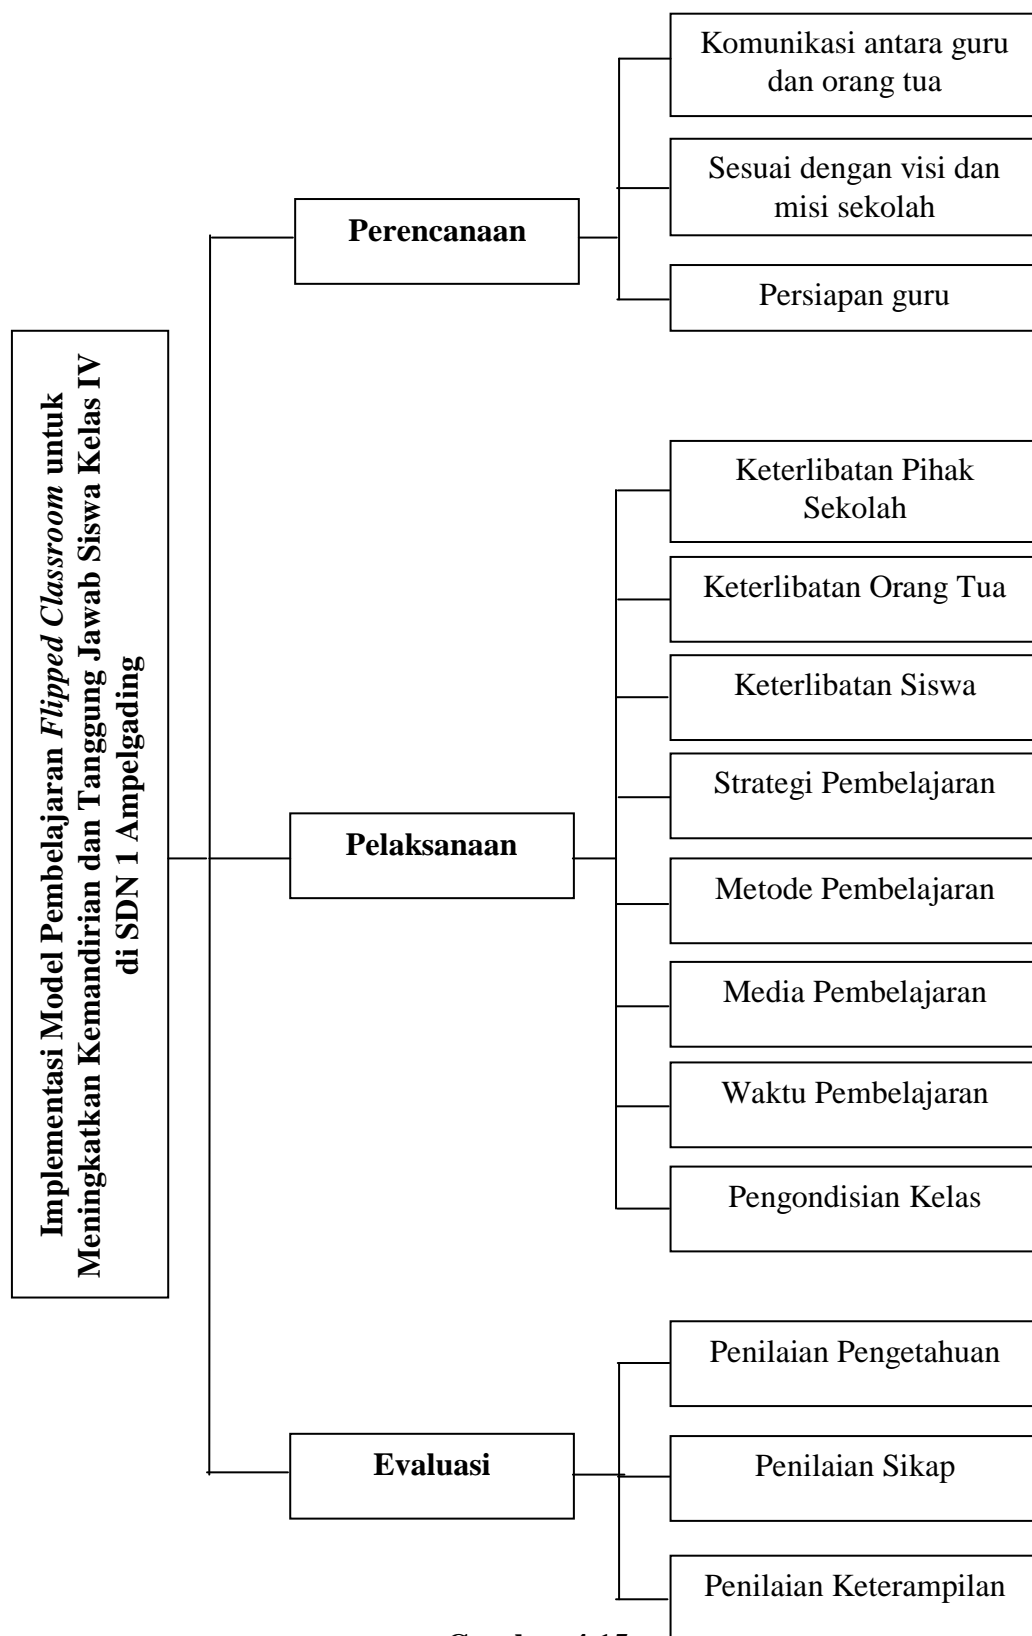 Implementasi Model Pembelajaran Flipped Classroom untuk
Meningkatkan Kemandirian dan Tanggung Jawab Siswa Kelas IV
di SDN 1 Ampelgading
Perencanaan
Komunikasi antara guru
dan orang tua
Sesuai dengan visi dan
misi sekolah
Persiapan guru
Pelaksanaan
Keterlibatan Pihak
Sekolah
Keterlibatan Orang Tua
Keterlibatan Siswa
Strategi Pembelajaran
Metode Pembelajaran
Media Pembelajaran
Waktu Pembelajaran
Pengondisian Kelas
Evaluasi
Penilaian Pengetahuan
Penilaian Sikap
Penilaian Keterampilan